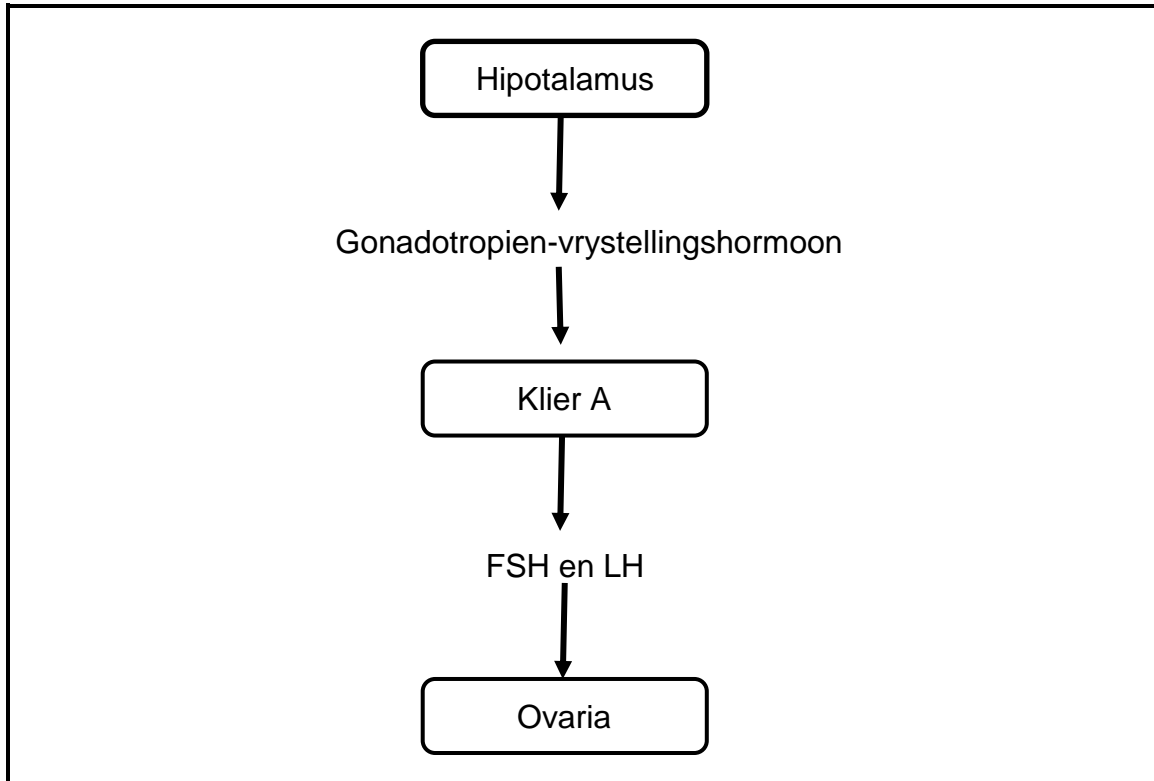 Hipotalamus
Gonadotropien-vrystellingshormoon
Klier A
FSH en LH
Ovaria